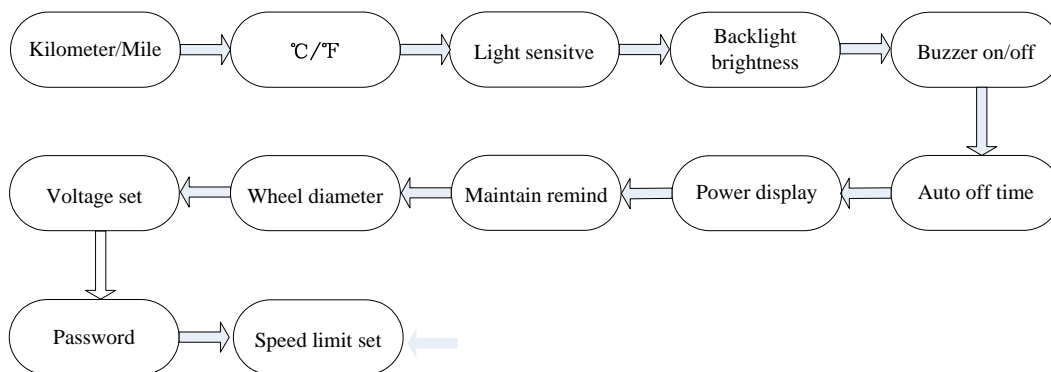 Kilometer/Mile
℃/℉
Light sensitve
Backlight
brightness
Buzzer on/off
Voltage set
Wheel diameter
Maintain remind
Power display
Auto off time
Password
Speed limit set